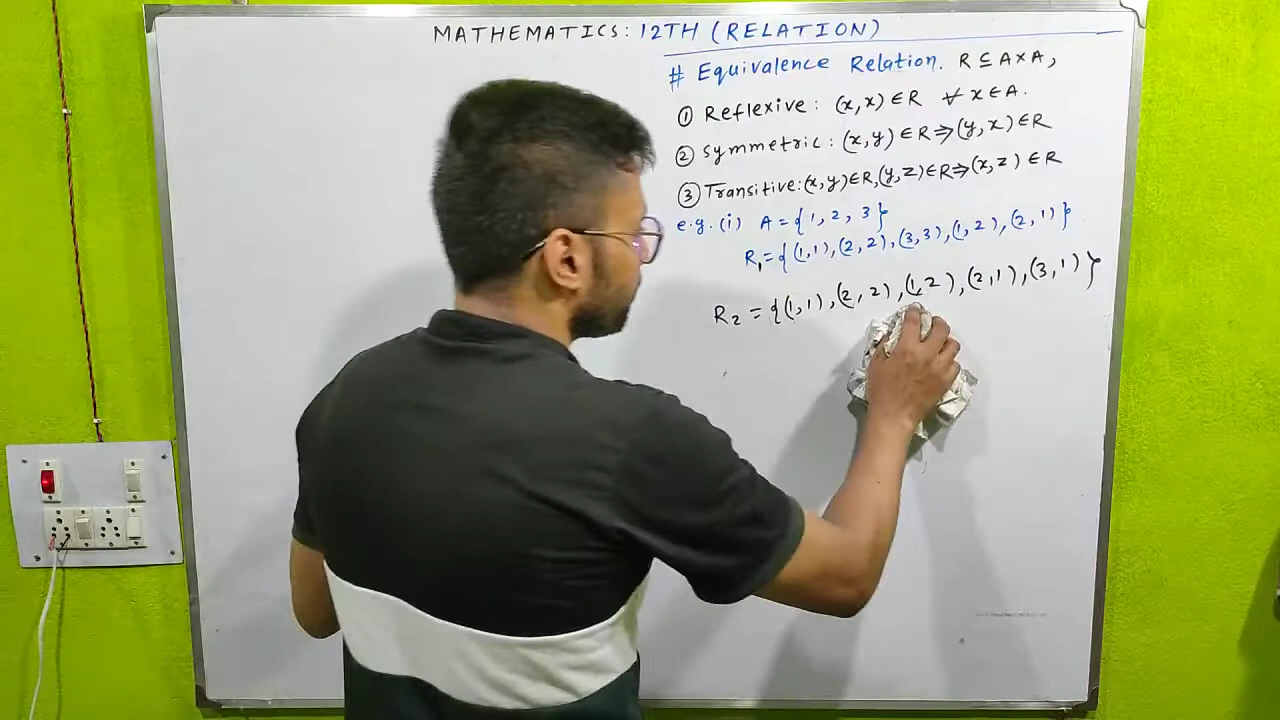 MATHEMATICS: 12TH (RELATION)
# Equivalence Relation. R ⊆ A×A,
① Reflexive: (x,x) ∈ R ∀ x ∈ A.
② Symmetric: (x,y) ∈ R ⇒ (y,x) ∈ R
③ Transitive: (x,y) ∈ R, (y,z) ∈ R ⇒ (x,z) ∈ R
e.g. (i) A = {1, 2, 3}
R₁ = {(1,1), (2,2), (3,3), (1,2), (2,1)}
R₂ = {(1,1), (2,2), (1,2), (2,1), (3,1)}